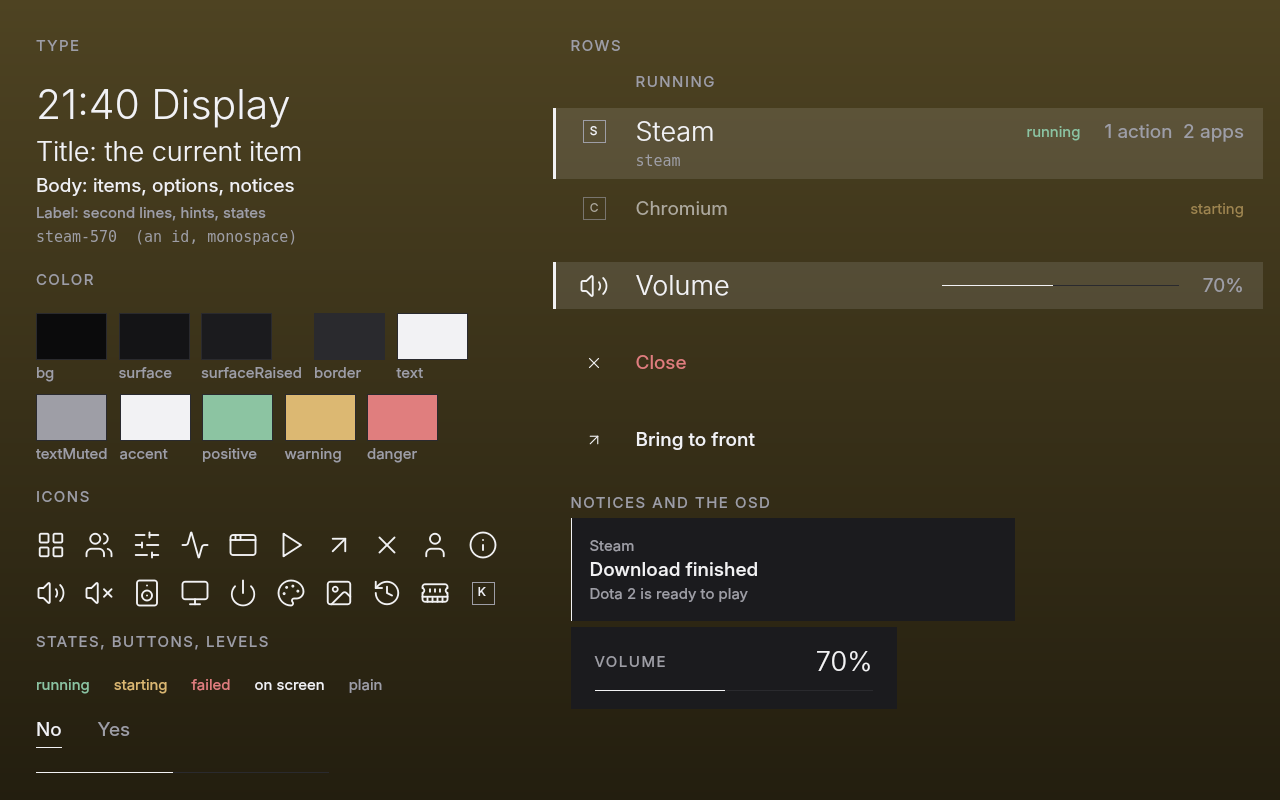 TYPE
21:40 Display
Title: the current item
Body: items, options, notices
Label: second lines, hints, states
steam-570 (an id, monospace)
COLOR
bg surface surfaceRaised border text
textMuted accent positive warning danger
ICONS
K
STATES, BUTTONS, LEVELS
running starting failed on screen plain
No Yes
ROWS
RUNNING
S Steam running 1 action 2 apps
steam
C Chromium starting
Volume 70%
Close
Bring to front
NOTICES AND THE OSD
Steam
Download finished
Dota 2 is ready to play
VOLUME 70%